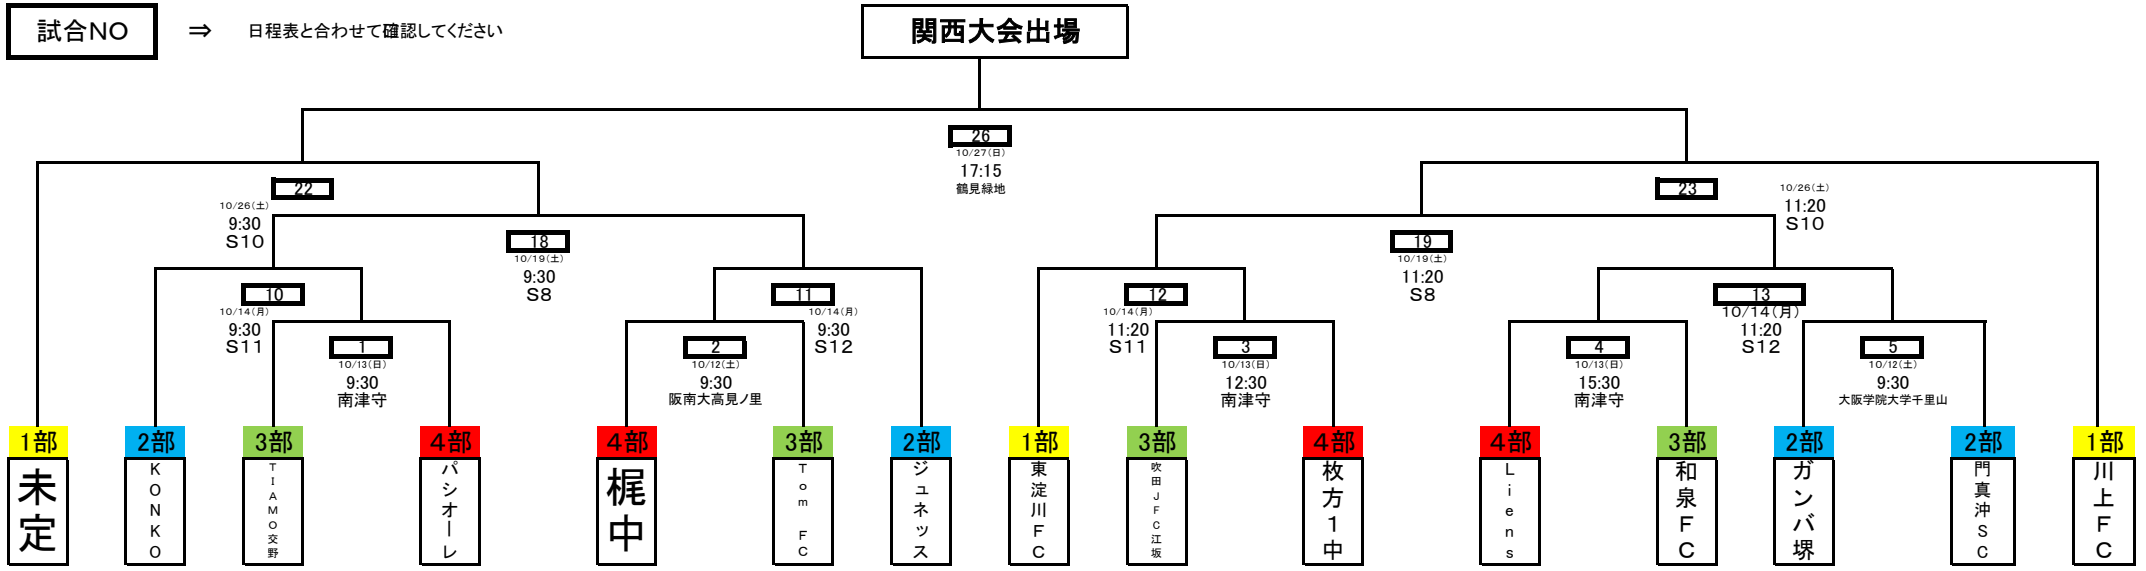 試合NO ⇒ 日程表と合わせて確認してください
関西大会出場
26
10/27(日)
17:15
鶴見緑地
22
10/26(土)
9:30
S10
23
10/26(土)
11:20
S10
18
10/19(土)
9:30
S8
19
10/19(土)
11:20
S8
10
10/14(月)
9:30
S11
11
10/14(月)
9:30
S12
12
10/14(月)
11:20
S11
13
10/14(月)
11:20
S12
1
10/13(日)
9:30
南津守
2
10/12(土)
9:30
阪南大高見ノ里
3
10/13(日)
12:30
南津守
4
10/13(日)
15:30
南津守
5
10/12(土)
9:30
大阪学院大学千里山
1部
未定
2部
KONKO
3部
TIAMO交野
4部
パシオーレ
4部
梶中
3部
Tom FC
2部
ジュネッス
1部
東淀川FC
3部
吹田JFC江坂
4部
枚方1中
4部
Liens
3部
和泉FC
2部
ガンバ堺
2部
門真沖SC
1部
川上FC